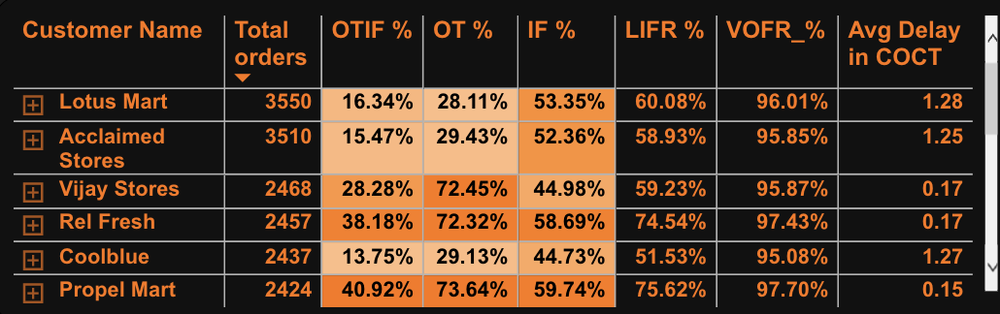 Customer Name Total orders OTIF % OT % IF % LIFR % VOFR_% Avg Delay in COCT
Lotus Mart 3550 16.34% 28.11% 53.35% 60.08% 96.01% 1.28
Acclaimed Stores 3510 15.47% 29.43% 52.36% 58.93% 95.85% 1.25
Vijay Stores 2468 28.28% 72.45% 44.98% 59.23% 95.87% 0.17
Rel Fresh 2457 38.18% 72.32% 58.69% 74.54% 97.43% 0.17
Coolblue 2437 13.75% 29.13% 44.73% 51.53% 95.08% 1.27
Propel Mart 2424 40.92% 73.64% 59.74% 75.62% 97.70% 0.15